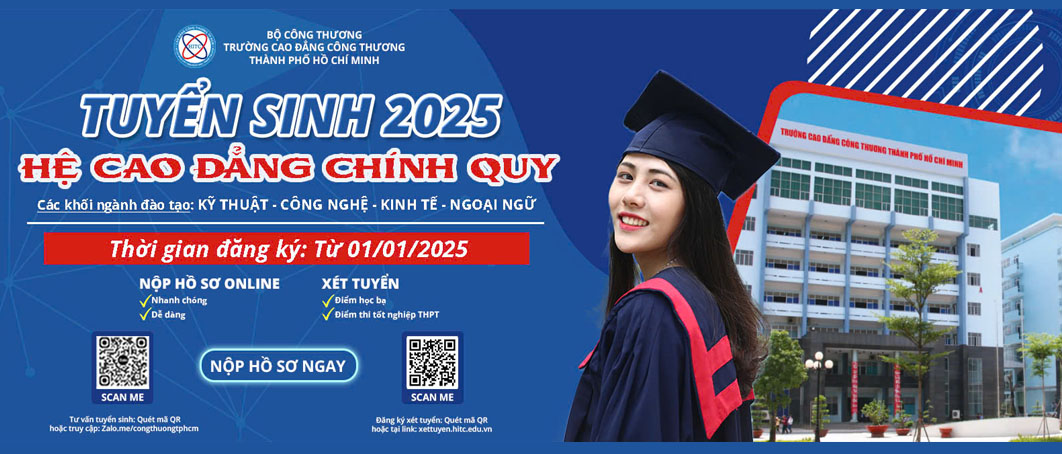 BỘ CÔNG THƯƠNG
TRƯỜNG CAO ĐẲNG CÔNG THƯƠNG
THÀNH PHỐ HỒ CHÍ MINH
HITC
TUYỂN SINH 2025
HỆ CAO ĐẲNG CHÍNH QUY
Các khối ngành đào tạo: KỸ THUẬT - CÔNG NGHỆ - KINH TẾ - NGOẠI NGỮ
Thời gian đăng ký: Từ 01/01/2025
NỘP HỒ SƠ ONLINE
Nhanh chóng
Dễ dàng
XÉT TUYỂN
Điểm học bạ
Điểm thi tốt nghiệp THPT
SCAN ME
NỘP HỒ SƠ NGAY
SCAN ME
Tư vấn tuyển sinh: Quét mã QR
hoặc truy cập: Zalo.me/congthuongtphcm
Đăng ký xét tuyển: Quét mã QR
hoặc tại link: xettuyen.hitc.edu.vn
TRƯỜNG CAO ĐẲNG CÔNG THƯƠNG THÀNH PHỐ HỒ CHÍ MINH